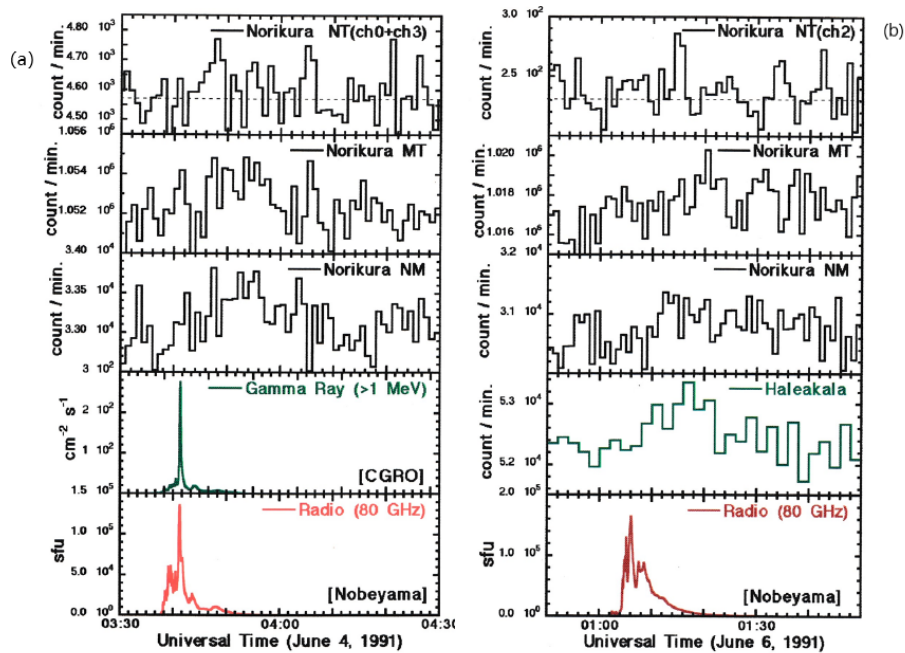 (a)
Norikura NT(ch0+ch3)
count / min.
4.80 10³
4.60 10³
4.50 10³
1.056 10⁶
Norikura MT
count / min.
1.054 10⁶
1.052 10⁶
3.40 10⁴
Norikura NM
count / min.
3.35 10⁴
3.30 10⁴
3 10²
Gamma Ray (>1 MeV)
cm⁻² s⁻¹
2 10²
1 10²
[CGRO]
1.5 10⁵
Radio (80 GHz)
sfu
1.0 10⁵
[Nobeyama]
0.0 10⁰
03:30 04:00 04:30
Universal Time (June 4, 1991)
(b)
3.0 10²
Norikura NT(ch2)
count / min.
2.5 10²
Norikura MT
count / min.
1.020 10⁶
1.018 10⁶
1.016 10⁶
3.2 10⁴
Norikura NM
count / min.
3.1 10⁴
Haleakala
count / min.
5.3 10⁴
5.2 10⁴
2.0 10⁵
Radio (80 GHz)
sfu
1.0 10⁵
[Nobeyama]
0.0 10⁰
01:00 01:30
Universal Time (June 6, 1991)